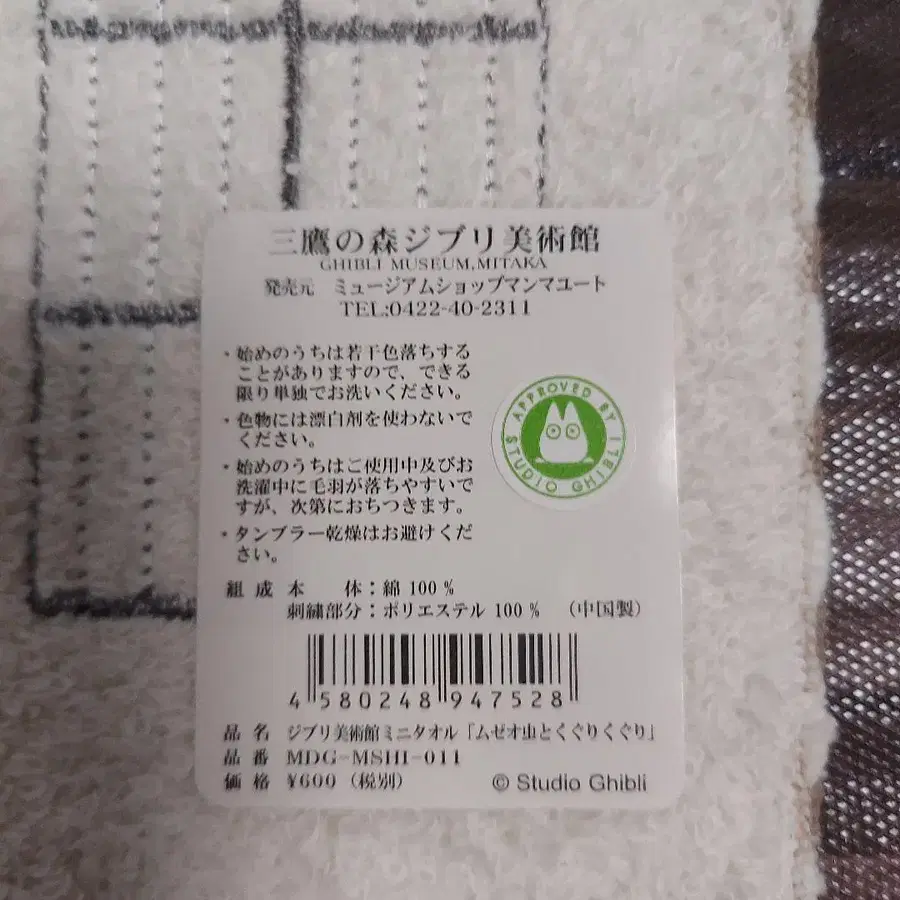 三鷹の森ジブリ美術館
GHIBLI MUSEUM,MITAKA
発売元 ミュージアムショップマンマユート
TEL:0422-40-2311
・始めのうちは若干色落ちする
ことがありますので、できる
限り単独でお洗いください。
・色物には漂白剤を使わないで
ください。
・始めのうちはご使用中及びお
洗濯中に毛羽が落ちやすいで
すが、次第におちつきます。
・タンブラー乾燥はお避けくだ
さい。
APPROVED BY STUDIO GHIBLI
組成 本 体：綿 100 %
刺繍部分：ポリエステル 100 % （中国製）
4 580248 947528
品 名 ジブリ美術館ミニタオル「ムゼオ虫とくぐりくぐり」
品 番 MDG-MSHI-011
価 格 ¥600（税別）
© Studio Ghibli